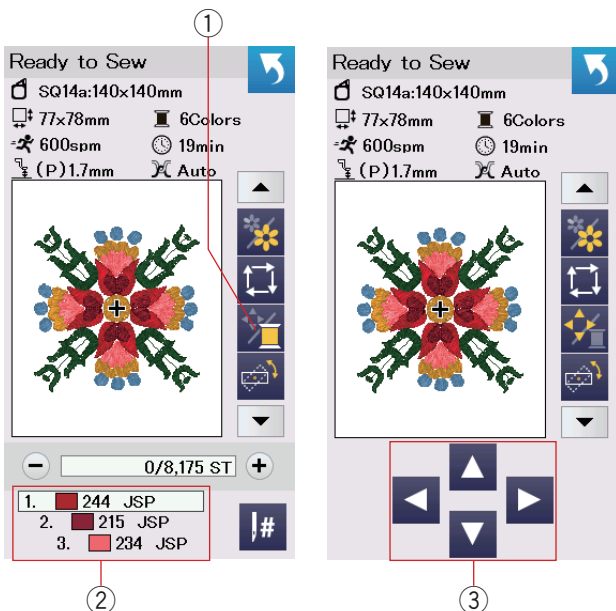 ①
Ready to Sew
SQ14a:140x140mm
77x78mm 6Colors
600spm 19min
(P)1.7mm Auto
0/8,175 ST
1. 244 JSP
2. 215 JSP
3. 234 JSP
#
②
Ready to Sew
SQ14a:140x140mm
77x78mm 6Colors
600spm 19min
(P)1.7mm Auto
③